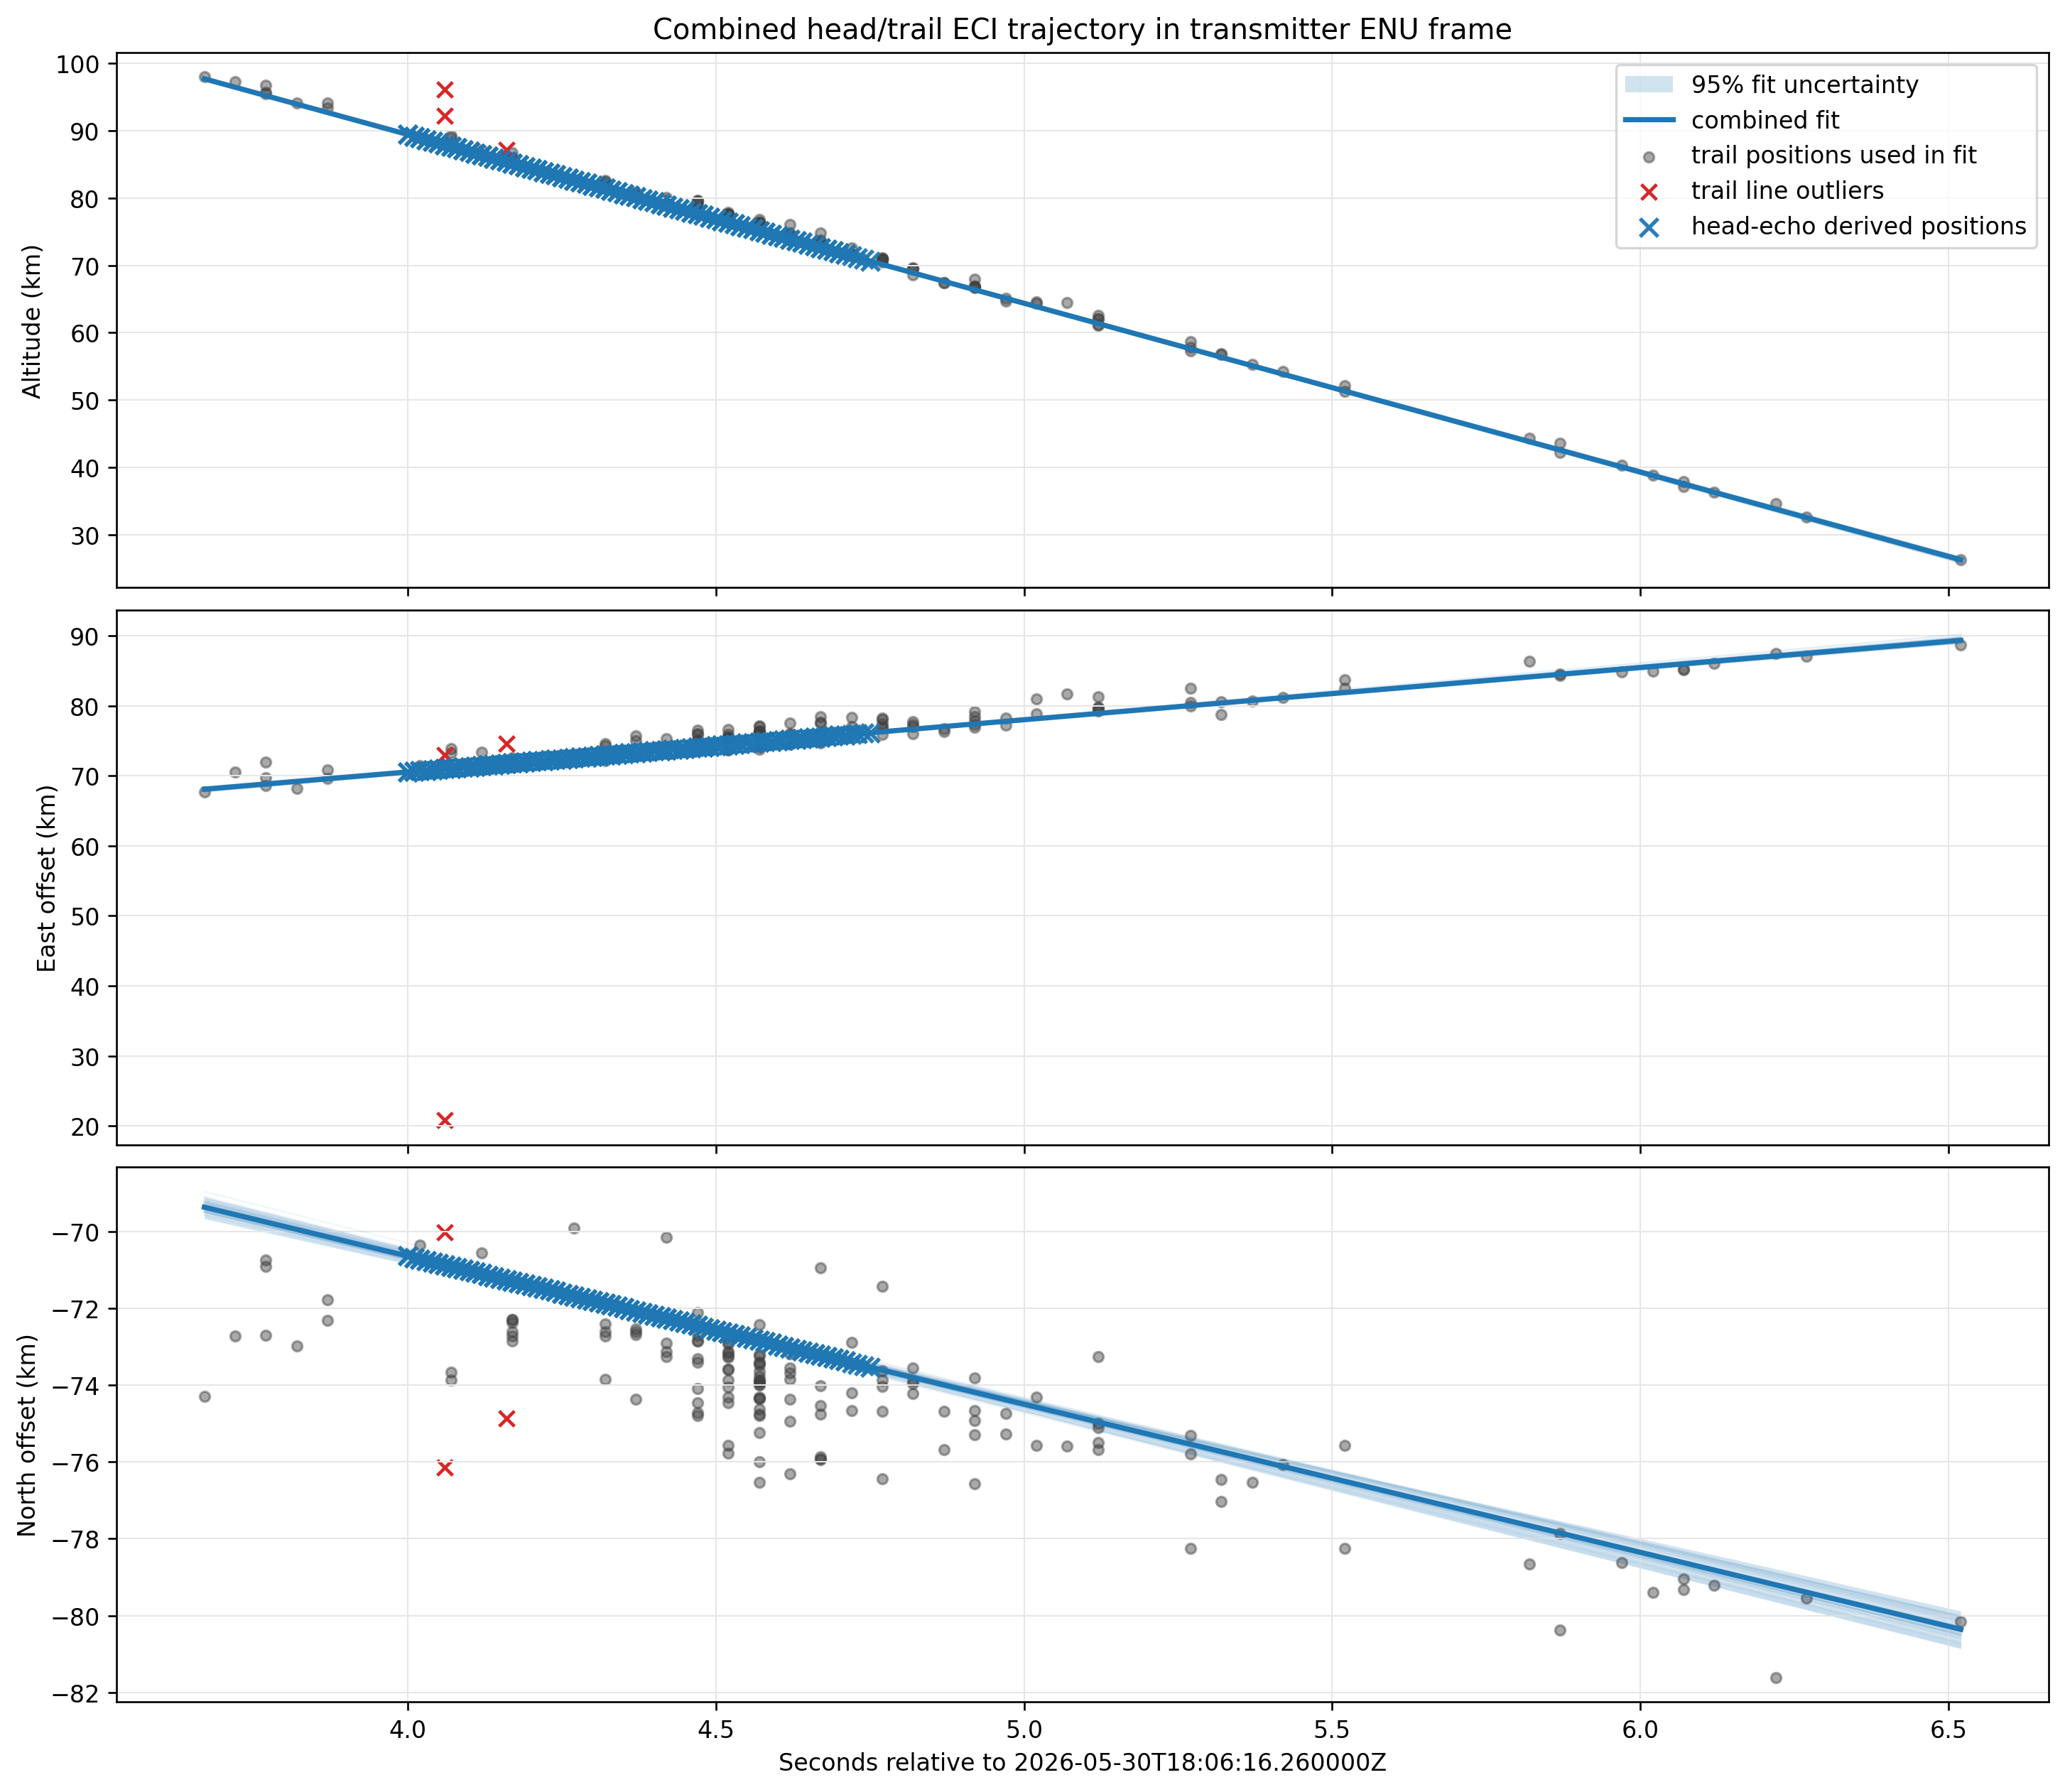 Combined head/trail ECI trajectory in transmitter ENU frame
Altitude (km)
100
90
80
70
60
50
40
30
95% fit uncertainty
combined fit
trail positions used in fit
trail line outliers
head-echo derived positions
East offset (km)
90
80
70
60
50
40
30
20
North offset (km)
−70
−72
−74
−76
−78
−80
−82
4.0 4.5 5.0 5.5 6.0 6.5
Seconds relative to 2026-05-30T18:06:16.260000Z